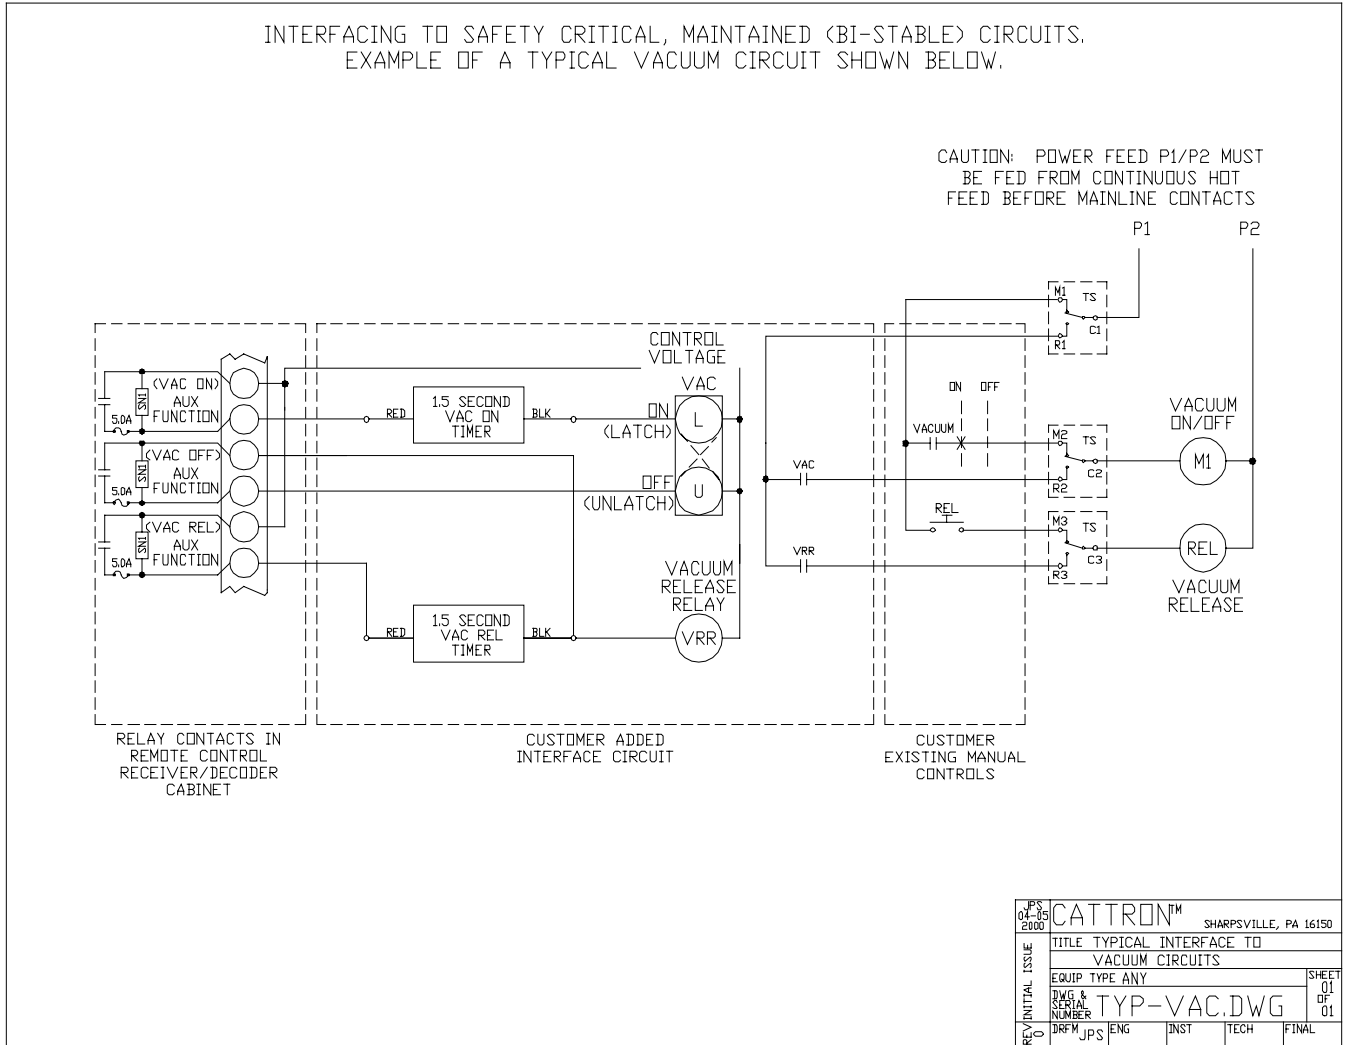 INTERFACING TO SAFETY CRITICAL, MAINTAINED (BI-STABLE) CIRCUITS.
EXAMPLE OF A TYPICAL VACUUM CIRCUIT SHOWN BELOW.
CAUTION: POWER FEED P1/P2 MUST
BE FED FROM CONTINUOUS HOT
FEED BEFORE MAINLINE CONTACTS
P1
P2
M1
TS
C1
R1
CONTROL
VOLTAGE
VAC
(VAC ON)
AUX
FUNCTION
SN1
5.0A
RED
1.5 SECOND
VAC ON
TIMER
BLK
ON
(LATCH)
L
ON
OFF
VACUUM
M2
TS
C2
R2
VACUUM
ON/OFF
M1
(VAC OFF)
AUX
FUNCTION
SN1
5.0A
OFF
(UNLATCH)
U
VAC
REL
M3
TS
C3
R3
REL
VACUUM
RELEASE
(VAC REL)
AUX
FUNCTION
SN1
5.0A
VRR
VACUUM
RELEASE
RELAY
RED
1.5 SECOND
VAC REL
TIMER
BLK
VRR
RELAY CONTACTS IN
REMOTE CONTROL
RECEIVER/DECODER
CABINET
CUSTOMER ADDED
INTERFACE CIRCUIT
CUSTOMER
EXISTING MANUAL
CONTROLS
JPS
04-05
2000
CATTRON™
SHARPSVILLE, PA 16150
INITIAL ISSUE
TITLE TYPICAL INTERFACE TO
VACUUM CIRCUITS
EQUIP TYPE ANY
SHEET
01
OF
01
DWG &
SERIAL
NUMBER
TYP-VAC.DWG
REV
0
DRFM JPS
ENG
INST
TECH
FINAL